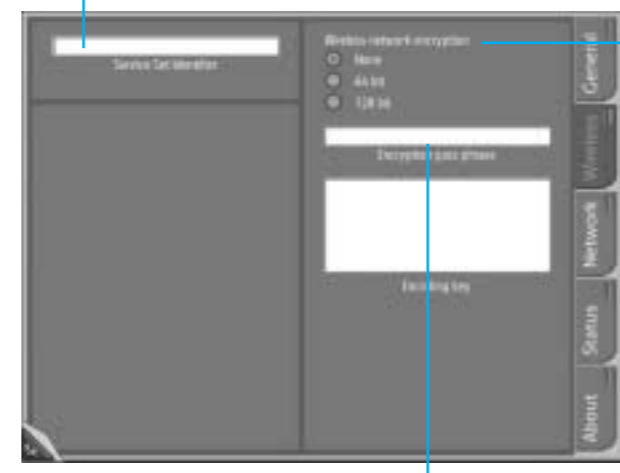 Service Set Identifier
Wireless network encryption
None
64 bit
128 bit
Encryption pass phrase
Encoding key
General
Wireless
Network
Status
About